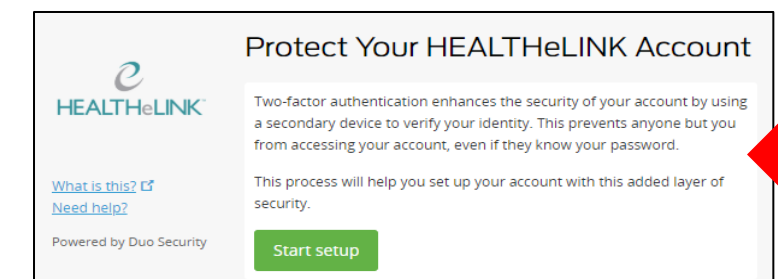 Protect Your HEALTHeLINK Account
HEALTHeLINK™
Two-factor authentication enhances the security of your account by using
a secondary device to verify your identity. This prevents anyone but you
from accessing your account, even if they know your password.
This process will help you set up your account with this added layer of
security.
What is this?
Need help?
Powered by Duo Security
Start setup